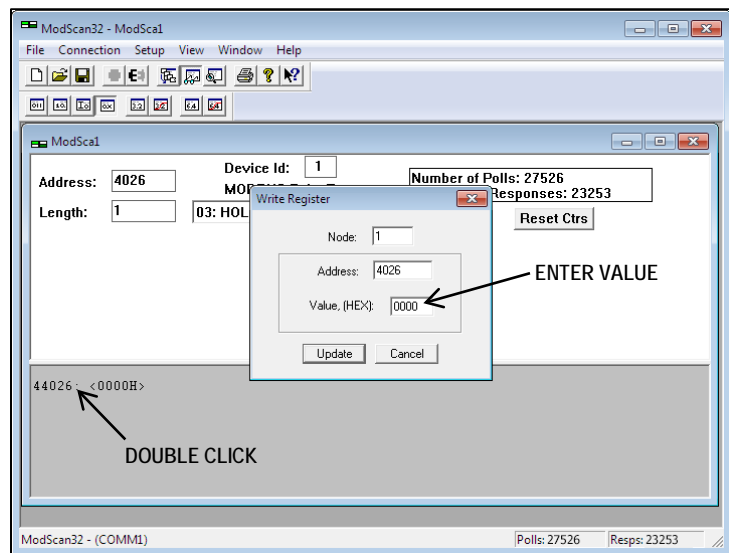 ModScan32 - ModSca1
File Connection Setup View Window Help
ModSca1
Address: 4026
Device Id: 1
Number of Polls: 27526
Responses: 23253
Length: 1
03: HOL
Reset Ctrs
Write Register
Node: 1
Address: 4026
Value, (HEX): 0000
Update Cancel
ENTER VALUE
44026: <0000H>
DOUBLE CLICK
ModScan32 - (COMM1)
Polls: 27526
Resps: 23253